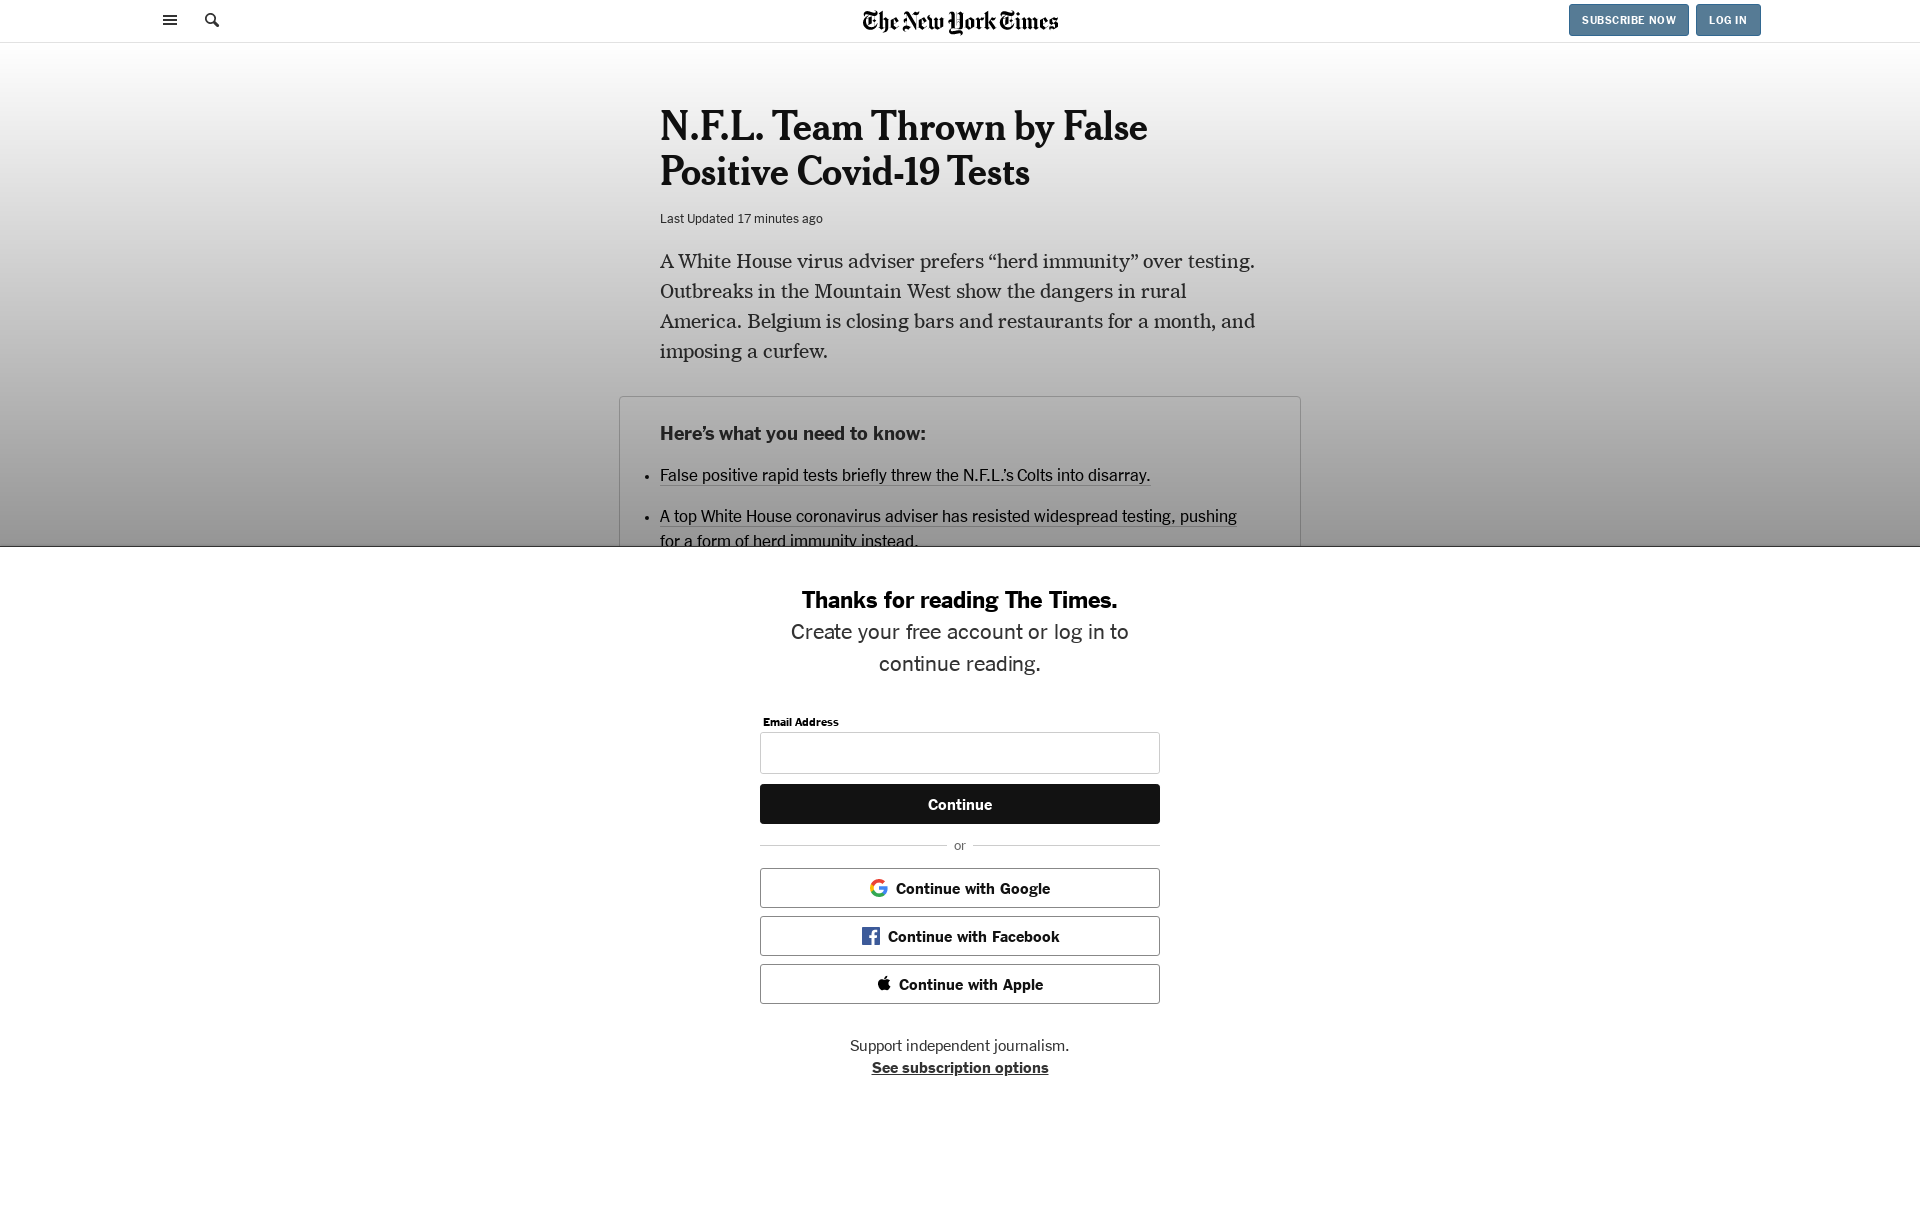 The New York Times
SUBSCRIBE NOW
LOG IN
N.F.L. Team Thrown by False
Positive Covid-19 Tests
Last Updated 17 minutes ago
A White House virus adviser prefers “herd immunity” over testing.
Outbreaks in the Mountain West show the dangers in rural
America. Belgium is closing bars and restaurants for a month, and
imposing a curfew.
Here’s what you need to know:
• False positive rapid tests briefly threw the N.F.L.’s Colts into disarray.
• A top White House coronavirus adviser has resisted widespread testing, pushing
for a form of herd immunity instead.
Thanks for reading The Times.
Create your free account or log in to
continue reading.
Email Address
Continue
or
Continue with Google
Continue with Facebook
Continue with Apple
Support independent journalism.
See subscription options